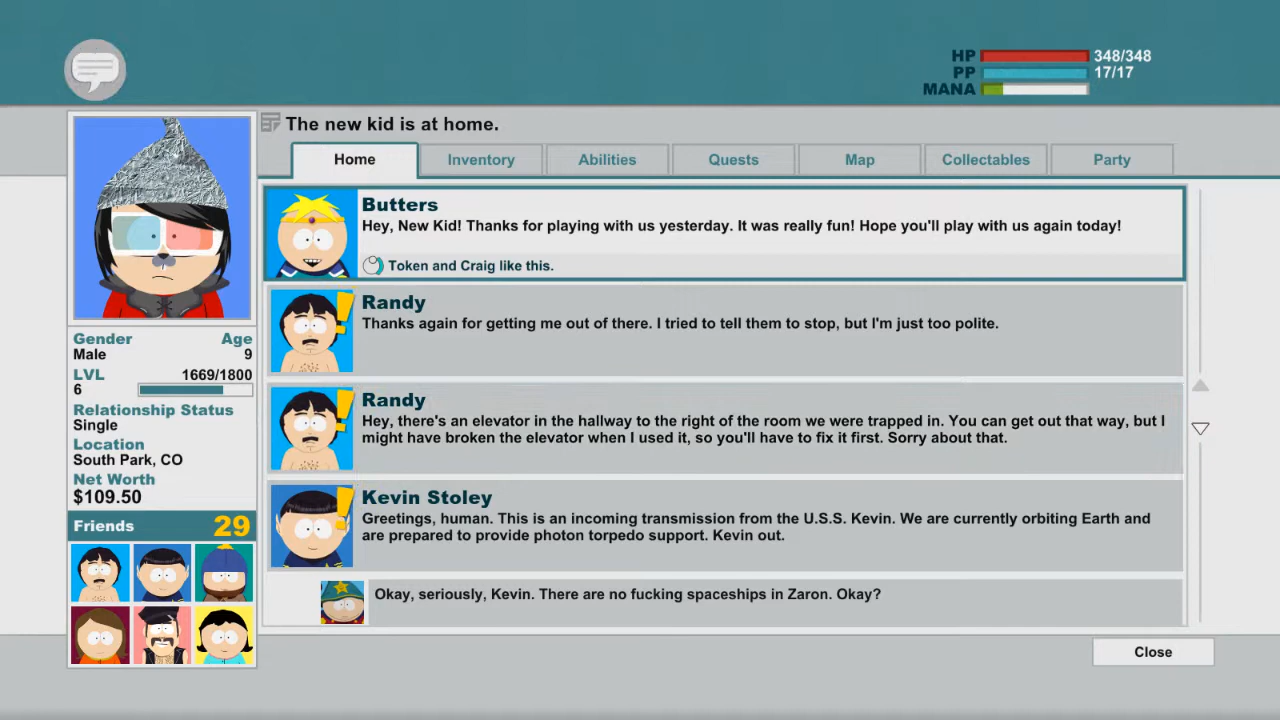 HP 348/348
PP 17/17
MANA
The new kid is at home.
Home Inventory Abilities Quests Map Collectables Party
Gender Age
Male 9
LVL 1669/1800
6
Relationship Status
Single
Location
South Park, CO
Net Worth
$109.50
Friends 29
Butters
Hey, New Kid! Thanks for playing with us yesterday. It was really fun! Hope you'll play with us again today!
Token and Craig like this.
Randy
Thanks again for getting me out of there. I tried to tell them to stop, but I'm just too polite.
Randy
Hey, there's an elevator in the hallway to the right of the room we were trapped in. You can get out that way, but I
might have broken the elevator when I used it, so you'll have to fix it first. Sorry about that.
Kevin Stoley
Greetings, human. This is an incoming transmission from the U.S.S. Kevin. We are currently orbiting Earth and
are prepared to provide photon torpedo support. Kevin out.
Okay, seriously, Kevin. There are no fucking spaceships in Zaron. Okay?
Close